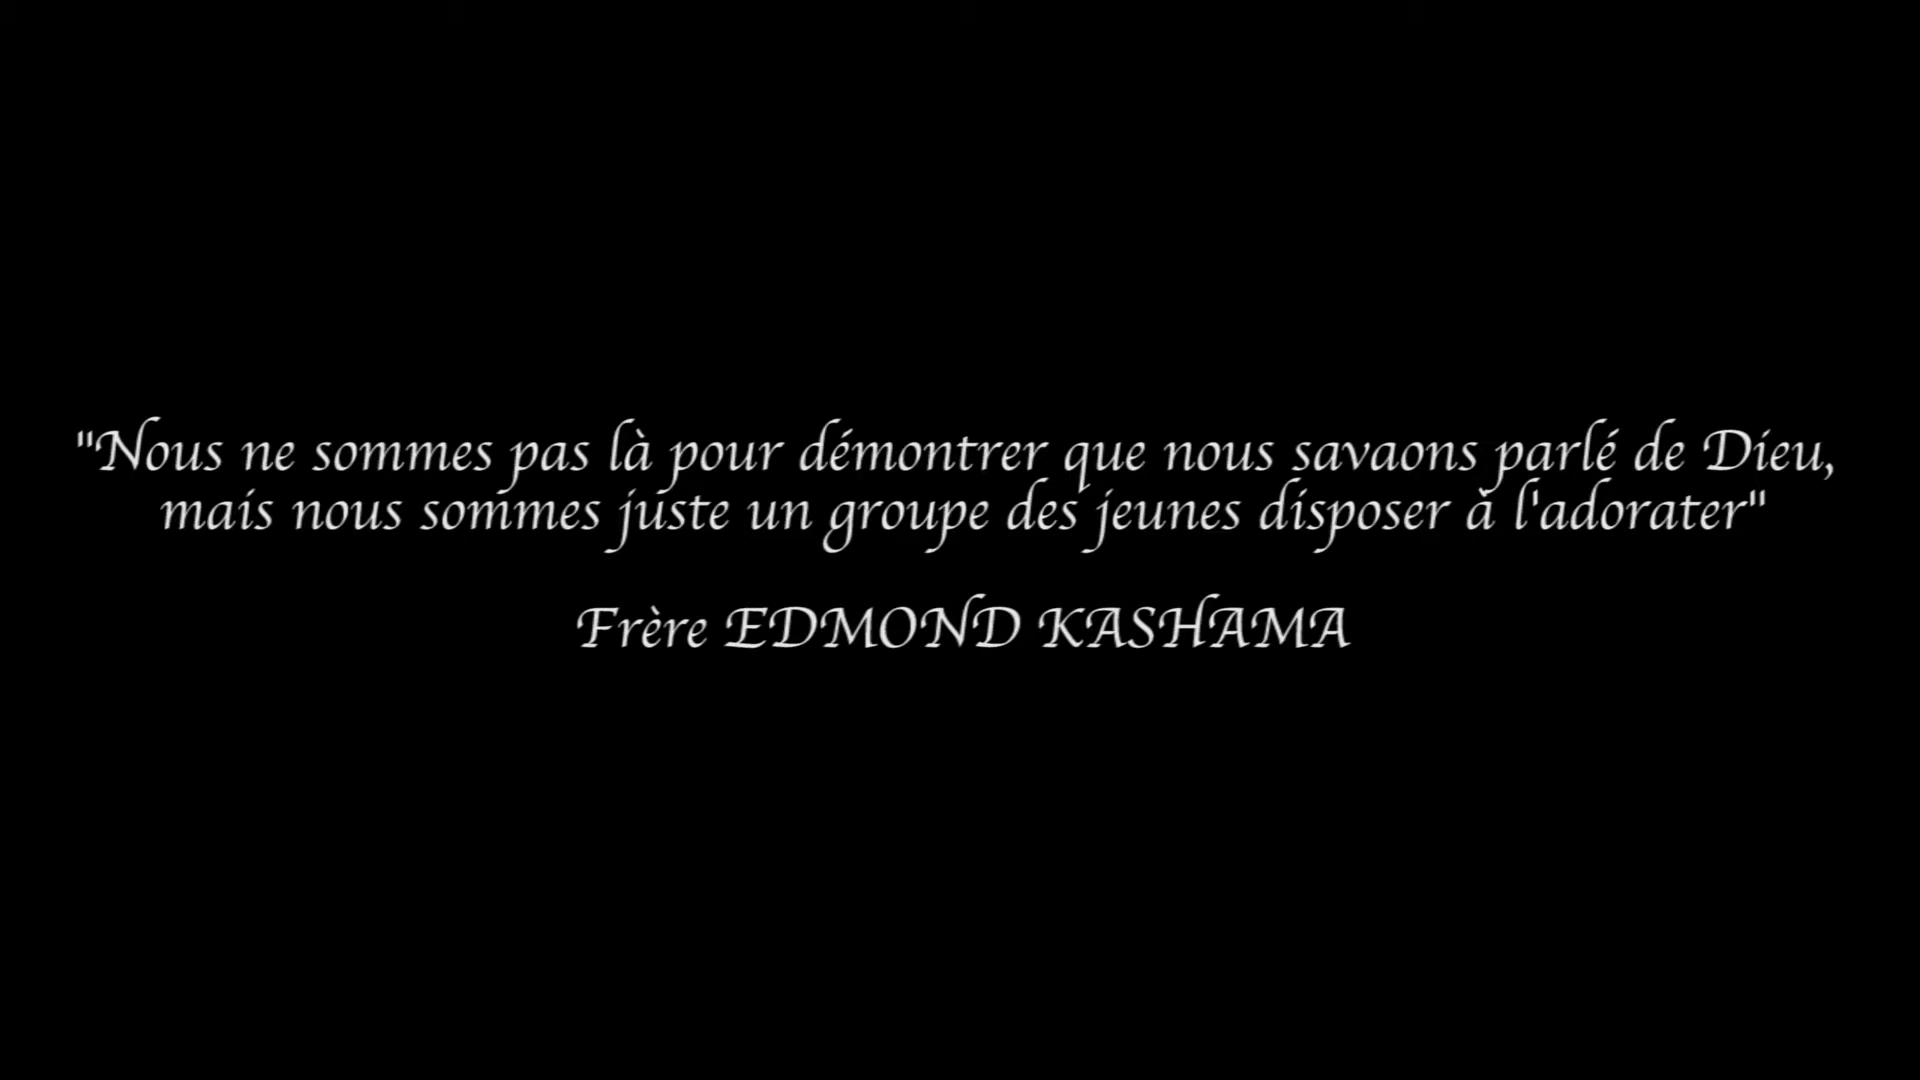 "Nous ne sommes pas là pour démontrer que nous savaons parlé de Dieu,
mais nous sommes juste un groupe des jeunes disposer à l'adorater"
Frère EDMOND KASHAMA